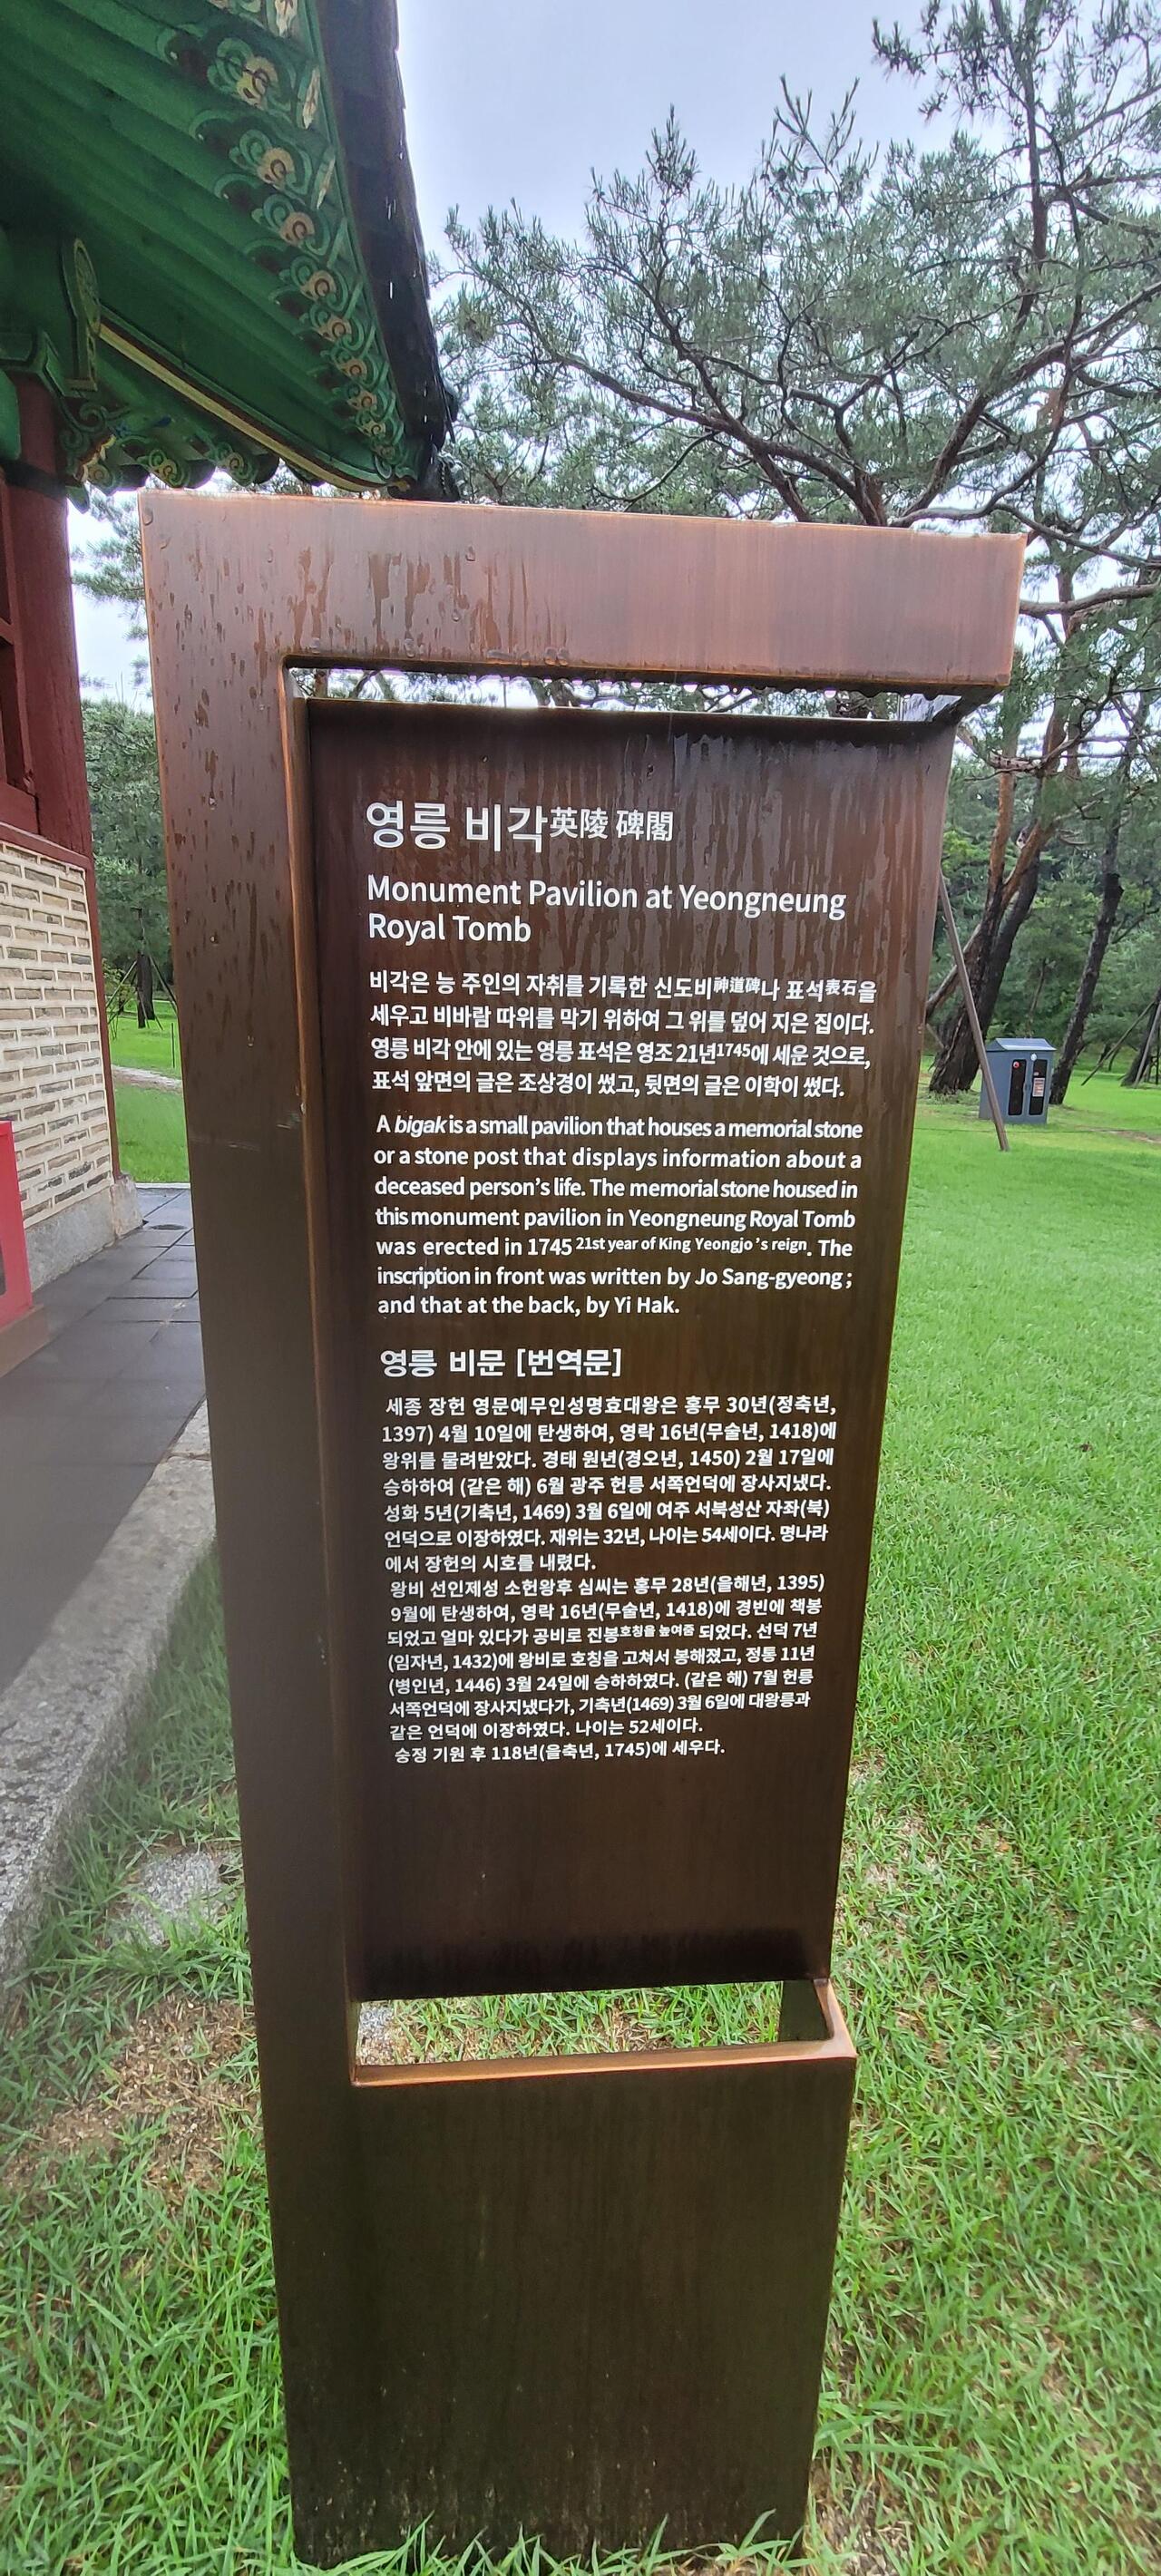 영릉 비각英陵 碑閣
Monument Pavilion at Yeongneung
Royal Tomb
비각은 능 주인의 자취를 기록한 신도비神道碑나 표석表石을
세우고 비바람 따위를 막기 위하여 그 위를 덮어 지은 집이다.
영릉 비각 안에 있는 영릉 표석은 영조 21년1745에 세운 것으로,
표석 앞면의 글은 조상경이 썼고, 뒷면의 글은 이학이 썼다.
A bigak is a small pavilion that houses a memorial stone
or a stone post that displays information about a
deceased person's life. The memorial stone housed in
this monument pavilion in Yeongneung Royal Tomb
was erected in 1745 21st year of King Yeongjo's reign. The
inscription in front was written by Jo Sang-gyeong;
and that at the back, by Yi Hak.
영릉 비문 [번역문]
세종 장헌 영문예무인성명효대왕은 홍무 30년(정축년,
1397) 4월 10일에 탄생하여, 영락 16년(무술년, 1418)에
왕위를 물려받았다. 경태 원년(경오년, 1450) 2월 17일에
승하하여 (같은 해) 6월 광주 헌릉 서쪽언덕에 장사지냈다.
성화 5년(기축년, 1469) 3월 6일에 여주 서북성산 자좌(북)
언덕으로 이장하였다. 재위는 32년, 나이는 54세이다. 명나라
에서 장헌의 시호를 내렸다.
왕비 선인제성 소헌왕후 심씨는 홍무 28년(을해년, 1395)
9월에 탄생하여, 영락 16년(무술년, 1418)에 경빈에 책봉
되었고 얼마 있다가 공비로 진봉호칭을 높여줌 되었다. 선덕 7년
(임자년, 1432)에 왕비로 호칭을 고쳐서 봉해졌고, 정통 11년
(병인년, 1446) 3월 24일에 승하하였다. (같은 해) 7월 헌릉
서쪽언덕에 장사지냈다가, 기축년(1469) 3월 6일에 대왕릉과
같은 언덕에 이장하였다. 나이는 52세이다.
숭정 기원 후 118년(을축년, 1745)에 세우다.